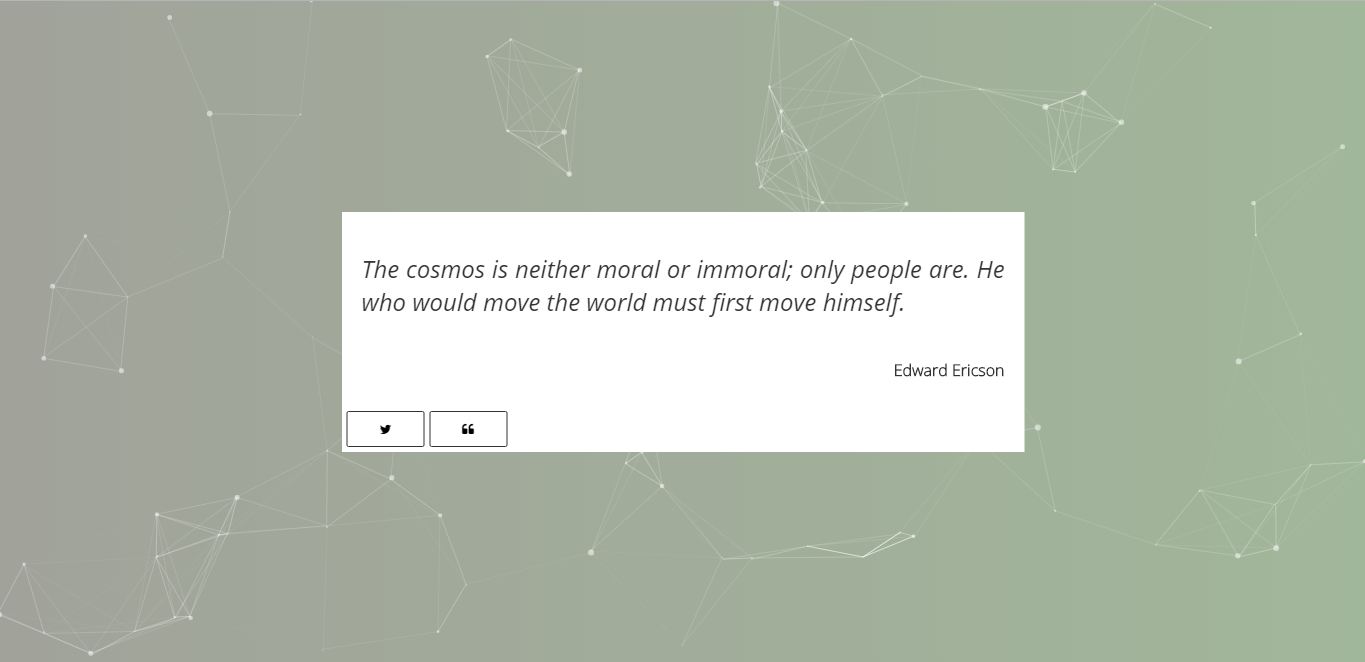 The cosmos is neither moral or immoral; only people are. He
who would move the world must first move himself.
Edward Ericson